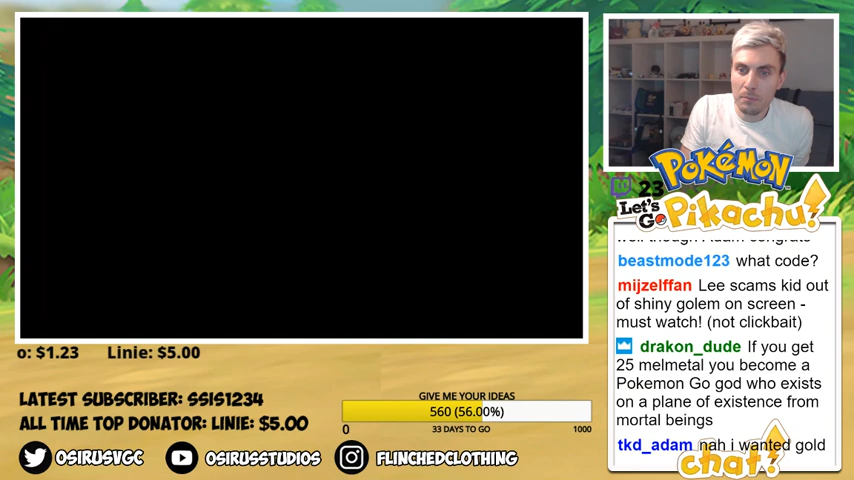 POKÉMON
23
Let's Go Pikachu!
beastmode123 what code?
mijzelffan Lee scams kid out
of shiny golem on screen -
must watch! (not clickbait)
drakon_dude If you get
25 melmetal you become a
Pokemon Go god who exists
on a plane of existence from
mortal beings
tkd_adam nah i wanted gold
chat!
o: $1.23 Linie: $5.00
LATEST SUBSCRIBER: SSIS1234
ALL TIME TOP DONATOR: LINIE: $5.00
GIVE ME YOUR IDEAS
560 (56.00%)
0 33 DAYS TO GO 1000
OSIRUSVGC OSIRUSSTUDIOS FLINCHEDCLOTHING